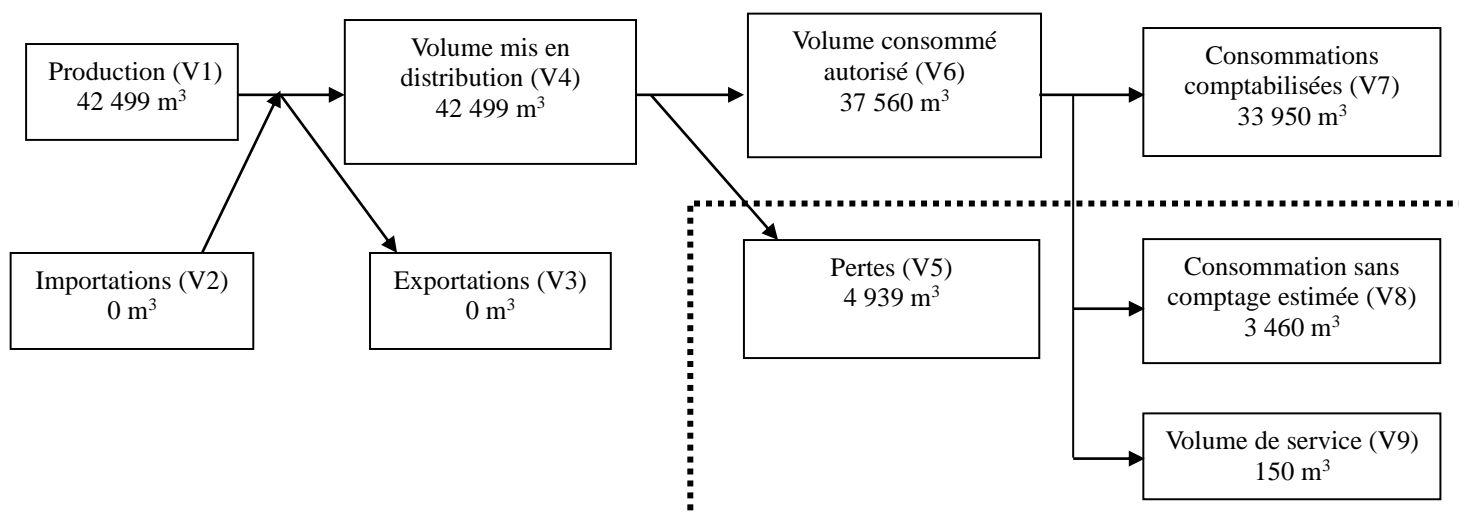 Production (V1)
42 499 m³
Volume mis en
distribution (V4)
42 499 m³
Volume consommé
autorisé (V6)
37 560 m³
Consommations
comptabilisées (V7)
33 950 m³
Importations (V2)
0 m³
Exportations (V3)
0 m³
Pertes (V5)
4 939 m³
Consommation sans
comptage estimée (V8)
3 460 m³
Volume de service (V9)
150 m³